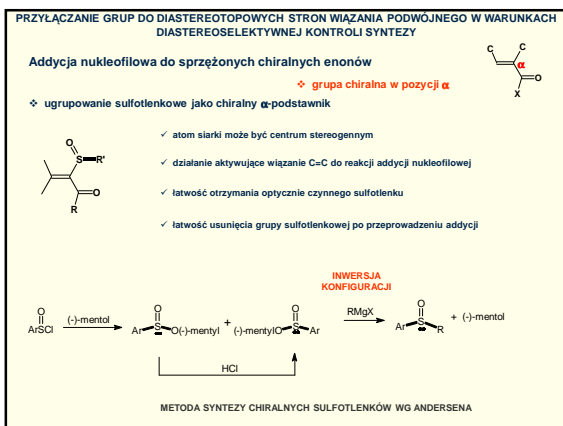 PRZYŁĄCZANIE GRUP DO DIASTEREOTOPOWYCH STRON WIĄZANIA PODWÓJNEGO W WARUNKACH
DIASTEREOSELEKTYWNEJ KONTROLI SYNTEZY
Addycja nukleofilowa do sprzężonych chiralnych enonów
C
C
α
O
X
❖ grupa chiralna w pozycji α
❖ ugrupowanie sulfotlenkowe jako chiralny α-podstawnik
O
S
R'
O
R
✓ atom siarki może być centrum stereogennym
✓ działanie aktywujące wiązanie C=C do reakcji addycji nukleofilowej
✓ łatwość otrzymania optycznie czynnego sulfotlenku
✓ łatwość usunięcia grupy sulfotlenkowej po przeprowadzeniu addycji
INWERSJA
KONFIGURACJI
O
ArSCl
(-)-mentol
O
Ar S O(-)-mentyl
+
O
(-)-mentylO S Ar
RMgX
O
Ar S R
+ (-)-mentol
HCl
METODA SYNTEZY CHIRALNYCH SULFOTLENKÓW WG ANDERSENA